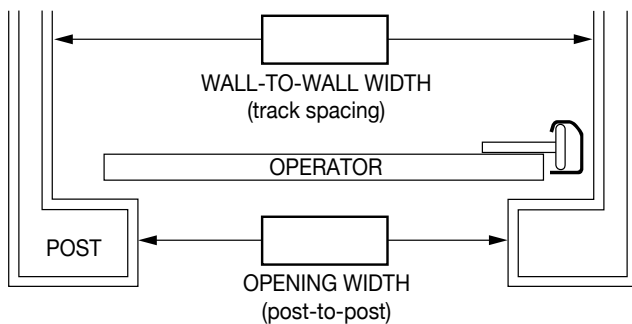 WALL-TO-WALL WIDTH
(track spacing)
OPERATOR
POST
OPENING WIDTH
(post-to-post)